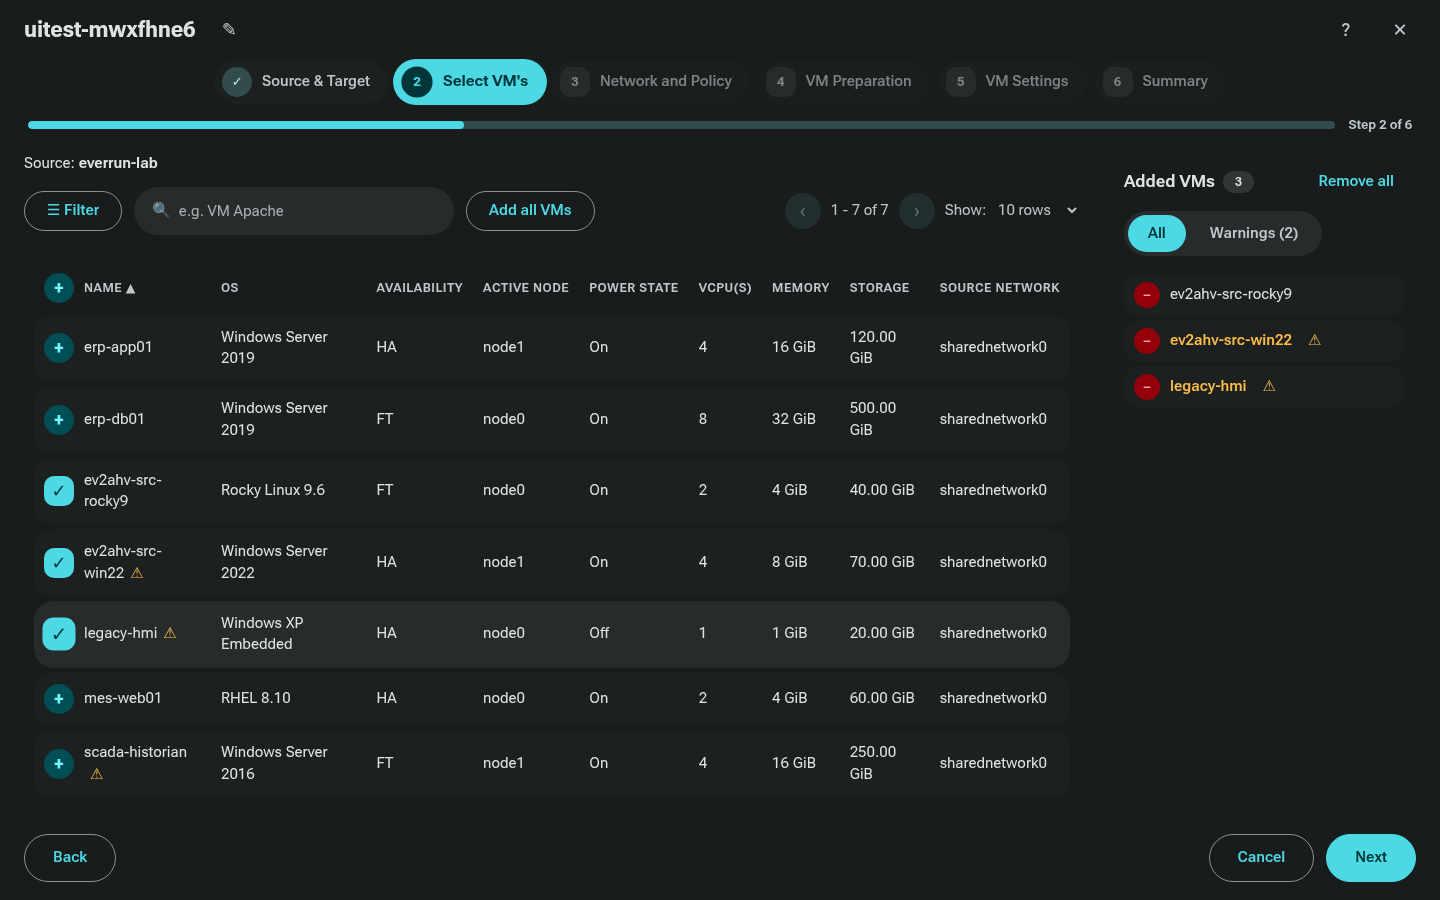 uitest-mwxfhne6 ✎ ? ✕
✓ Source & Target 2 Select VM's 3 Network and Policy 4 VM Preparation 5 VM Settings 6 Summary
Step 2 of 6
Source: everrun-lab
☰ Filter
e.g. VM Apache
Add all VMs
‹ 1 - 7 of 7 › Show: 10 rows
+ NAME ▲ OS AVAILABILITY ACTIVE NODE POWER STATE VCPU(S) MEMORY STORAGE SOURCE NETWORK
+ erp-app01 Windows Server 2019 HA node1 On 4 16 GiB 120.00 GiB sharednetwork0
+ erp-db01 Windows Server 2019 FT node0 On 8 32 GiB 500.00 GiB sharednetwork0
✓ ev2ahv-src-rocky9 Rocky Linux 9.6 FT node0 On 2 4 GiB 40.00 GiB sharednetwork0
✓ ev2ahv-src-win22 ⚠ Windows Server 2022 HA node1 On 4 8 GiB 70.00 GiB sharednetwork0
✓ legacy-hmi ⚠ Windows XP Embedded HA node0 Off 1 1 GiB 20.00 GiB sharednetwork0
+ mes-web01 RHEL 8.10 HA node0 On 2 4 GiB 60.00 GiB sharednetwork0
+ scada-historian ⚠ Windows Server 2016 FT node1 On 4 16 GiB 250.00 GiB sharednetwork0
Added VMs 3 Remove all
All Warnings (2)
− ev2ahv-src-rocky9
− ev2ahv-src-win22 ⚠
− legacy-hmi ⚠
Back
Cancel
Next